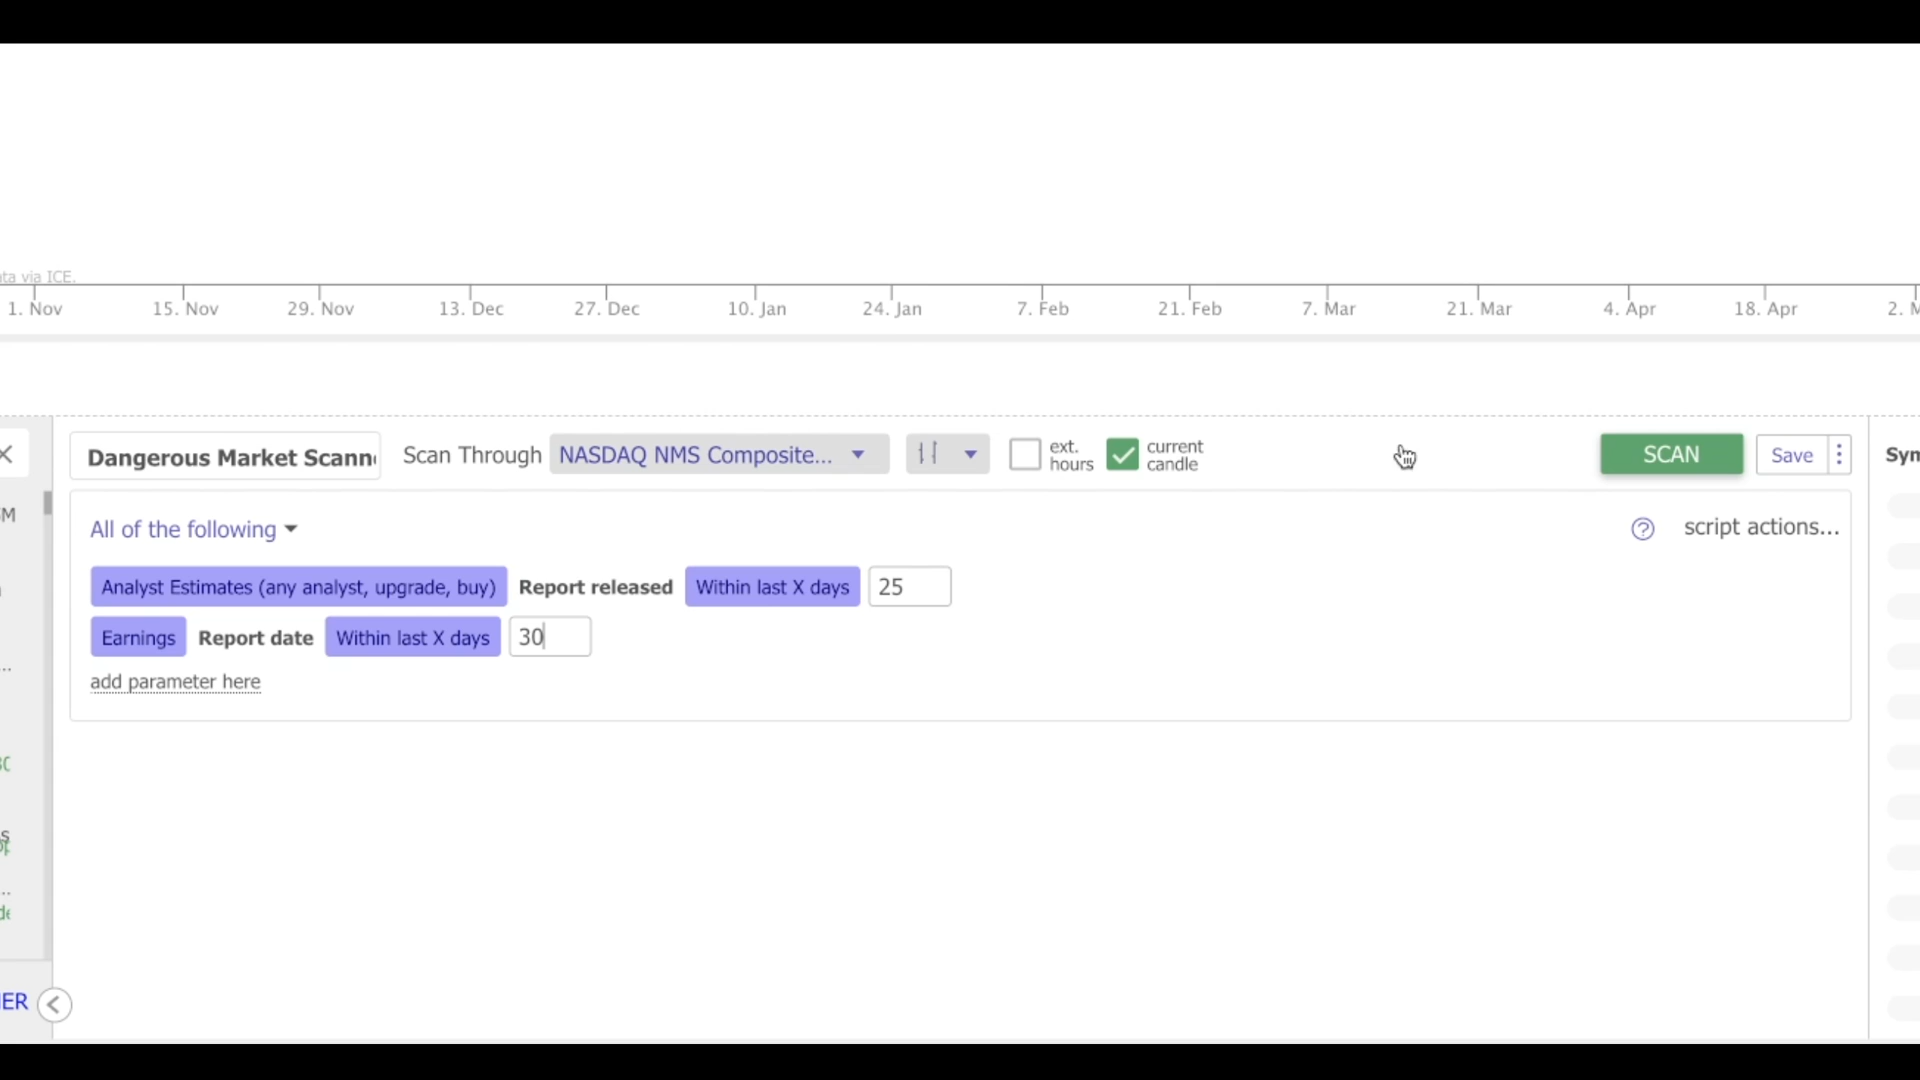 ata via ICE.
1. Nov 15. Nov 29. Nov 13. Dec 27. Dec 10. Jan 24. Jan 7. Feb 21. Feb 7. Mar 21. Mar 4. Apr 18. Apr 2. M
Dangerous Market Scann Scan Through NASDAQ NMS Composite... ext. hours current candle SCAN Save Sym
All of the following script actions...
Analyst Estimates (any analyst, upgrade, buy) Report released Within last X days 25
Earnings Report date Within last X days 30
add parameter here
ER